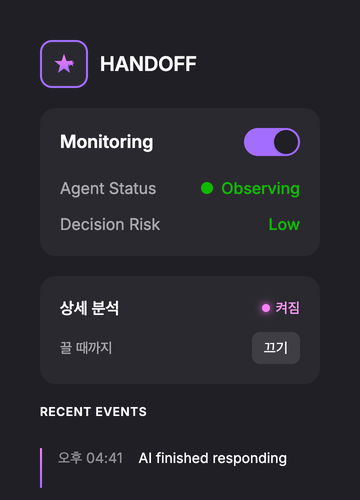 HANDOFF
Monitoring
Agent Status Observing
Decision Risk Low
상세 분석 켜짐
끌 때까지 끄기
RECENT EVENTS
오후 04:41 AI finished responding